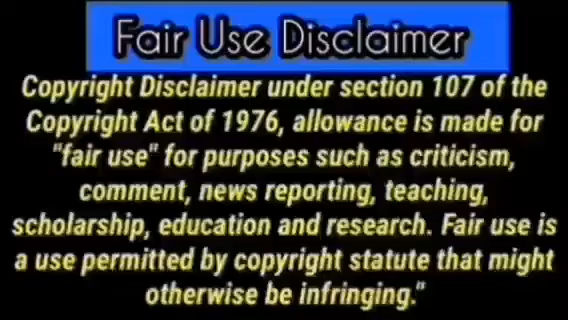 Fair Use Disclaimer
Copyright Disclaimer under section 107 of the
Copyright Act of 1976, allowance is made for
"fair use" for purposes such as criticism,
comment, news reporting, teaching,
scholarship, education and research. Fair use is
a use permitted by copyright statute that might
otherwise be infringing."